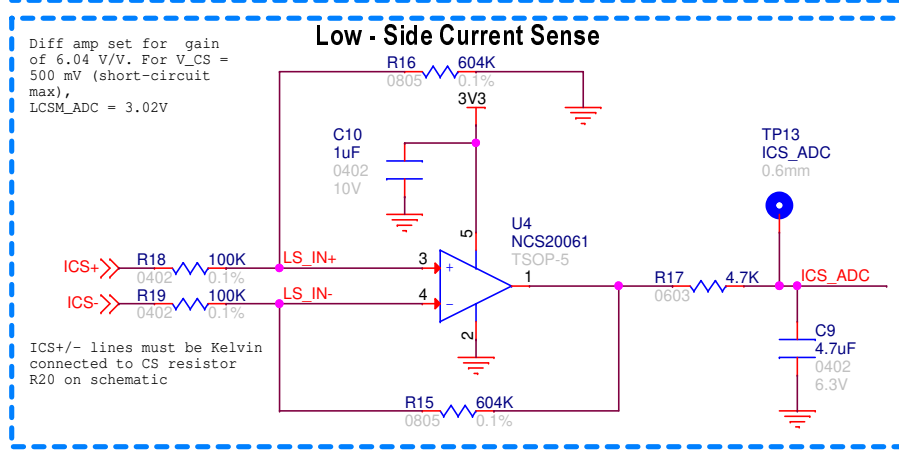 Low - Side Current Sense
Diff amp set for gain
of 6.04 V/V. For V_CS =
500 mV (short-circuit
max),
LCSM_ADC = 3.02V
R16 604K
0805 0.1%
3V3
C10
1uF
0402
10V
TP13
ICS_ADC
0.6mm
U4
NCS20061
TSOP-5
5
ICS+ R18 100K LS_IN+ 3 +
0402 0.1%
ICS- R19 100K LS_IN- 4 -
0402 0.1%
1
R17 4.7K ICS_ADC
0603
2
ICS+/- lines must be Kelvin
connected to CS resistor
R20 on schematic
C9
4.7uF
0402
6.3V
R15 604K
0805 0.1%